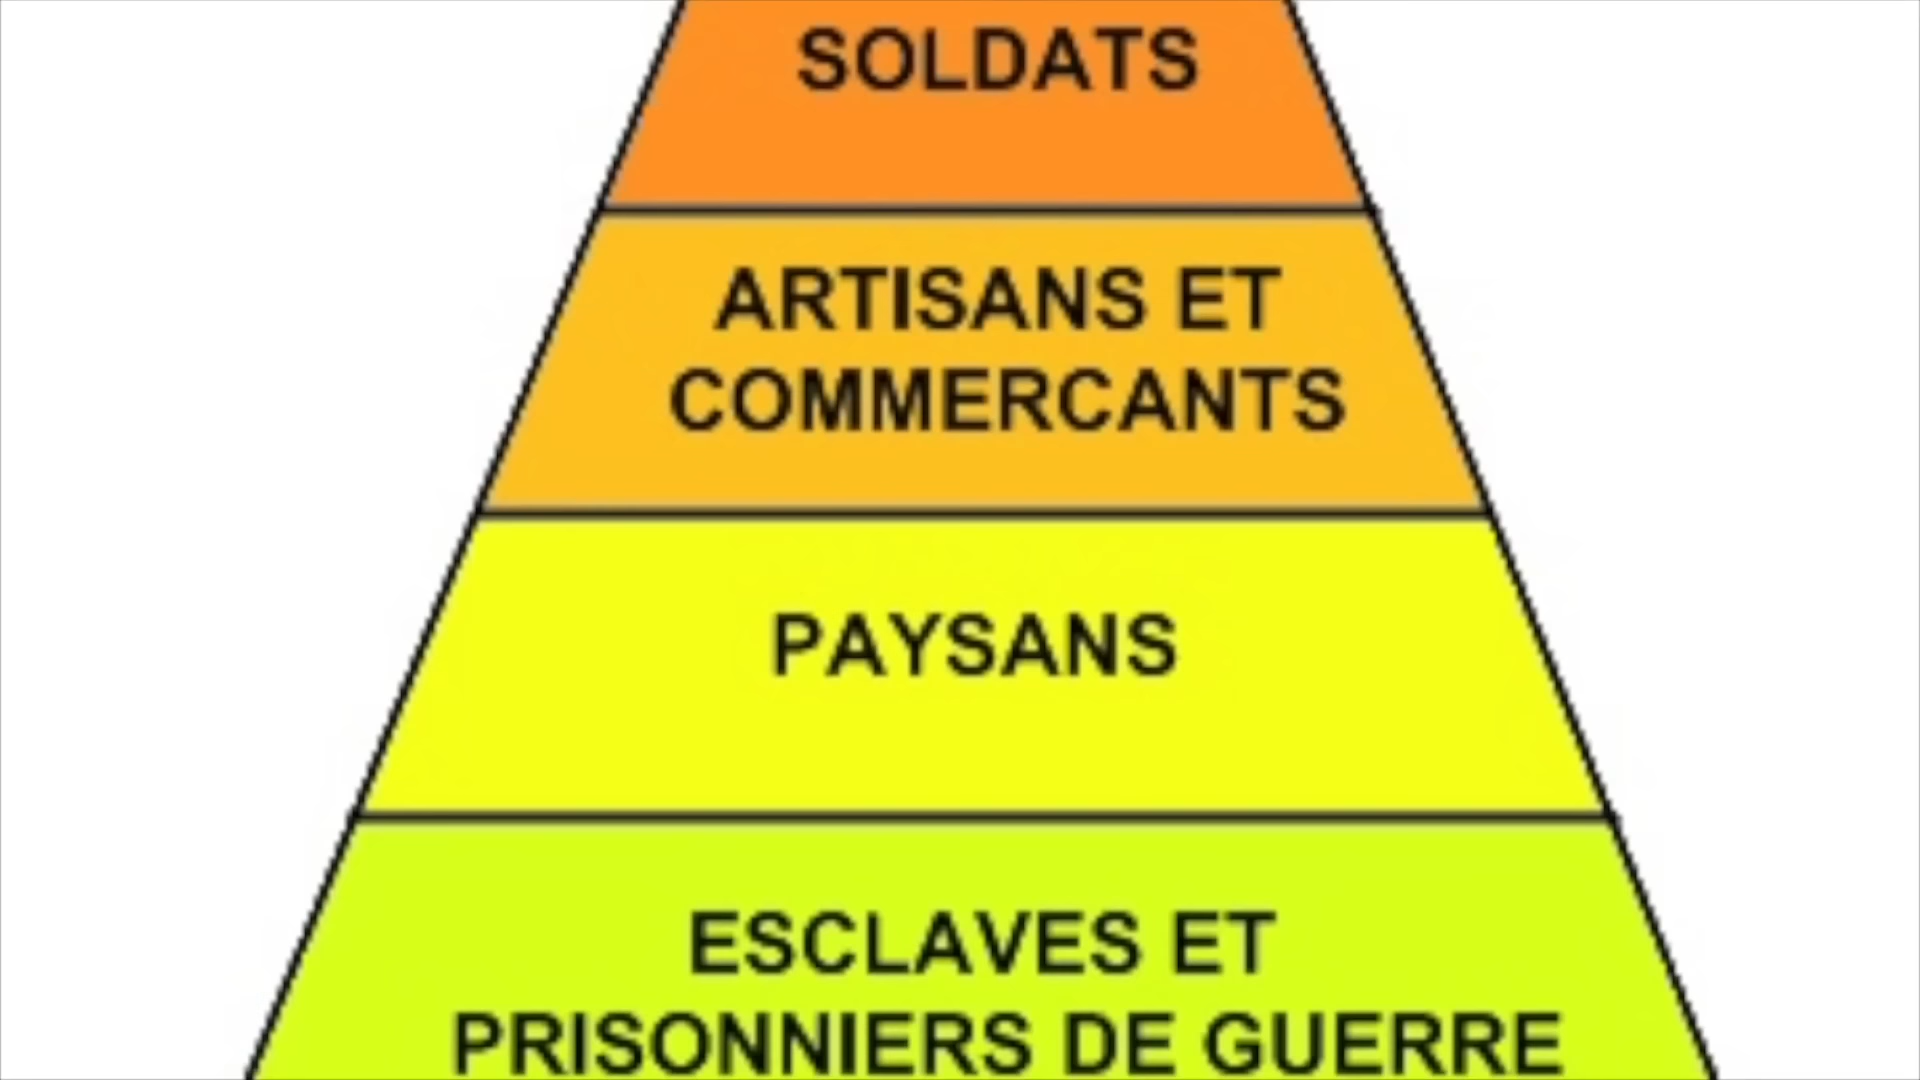 SOLDATS
ARTISANS ET
COMMERCANTS
PAYSANS
ESCLAVES ET
PRISONNIERS DE GUERRE